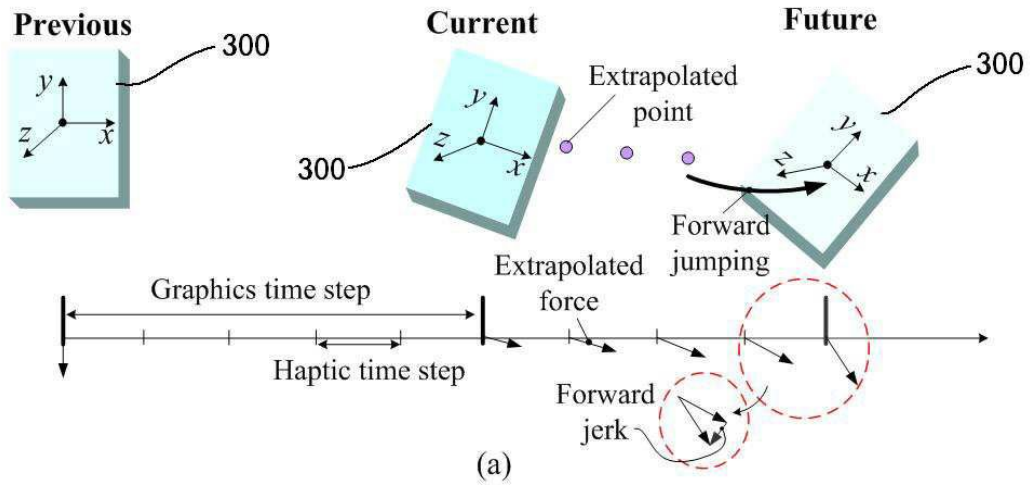 Previous
Current
Future
300
300
300
y
z
x
y
z
x
y
z
x
Extrapolated
point
Forward
jumping
Graphics time step
Extrapolated
force
Haptic time step
Forward
jerk
(a)